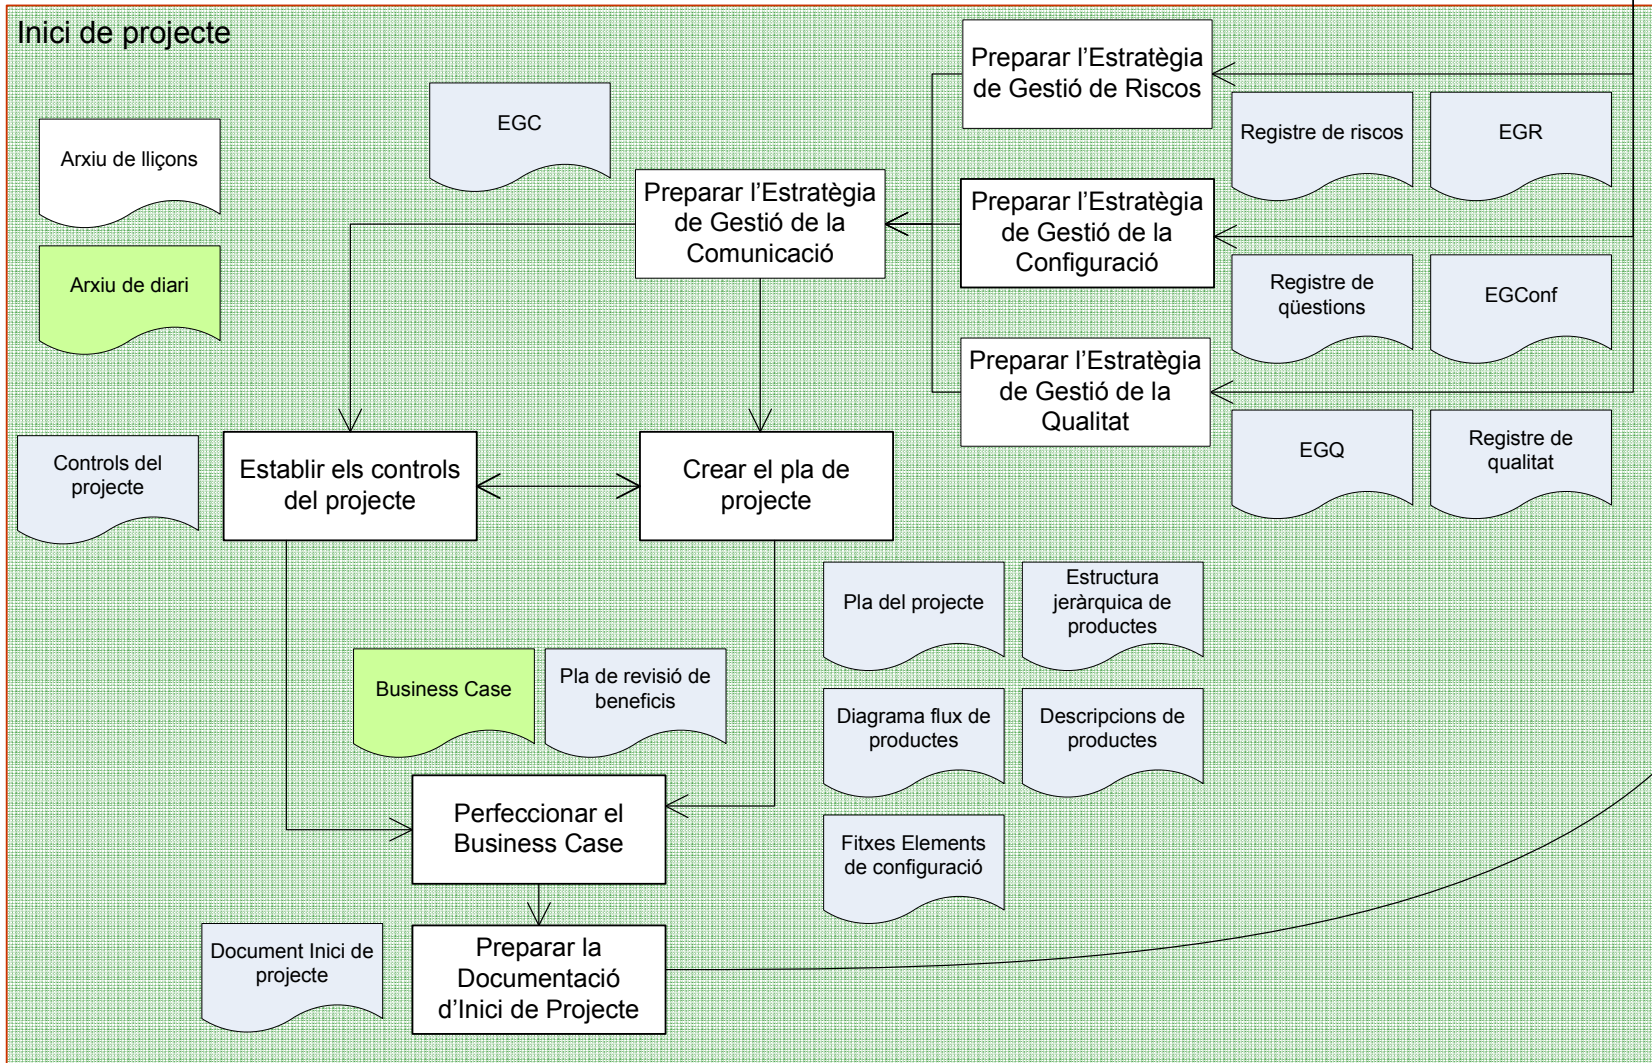 Inici de projecte
Preparar l’Estratègia
de Gestió de Riscos
EGC
Arxiu de lliçons
Registre de riscos
EGR
Preparar l’Estratègia
de Gestió de la
Comunicació
Preparar l’Estratègia
de Gestió de la
Configuració
Arxiu de diari
Registre de
qüestions
EGConf
Preparar l’Estratègia
de Gestió de la
Qualitat
Controls del
projecte
Establir els controls
del projecte
Crear el pla de
projecte
EGQ
Registre de
qualitat
Pla del projecte
Estructura
jeràrquica de
productes
Business Case
Pla de revisió de
beneficis
Diagrama flux de
productes
Descripcions de
productes
Perfeccionar el
Business Case
Fitxes Elements
de configuració
Document Inici de
projecte
Preparar la
Documentació
d’Inici de Projecte